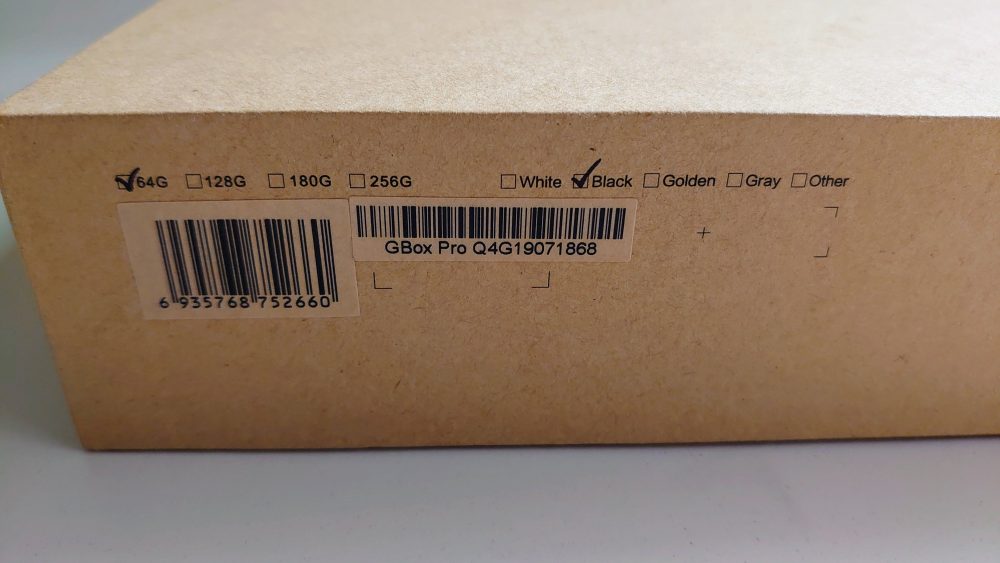 64G 128G 180G 256G White Black Golden Gray Other
GBox Pro Q4G19071868
6 935768 752660